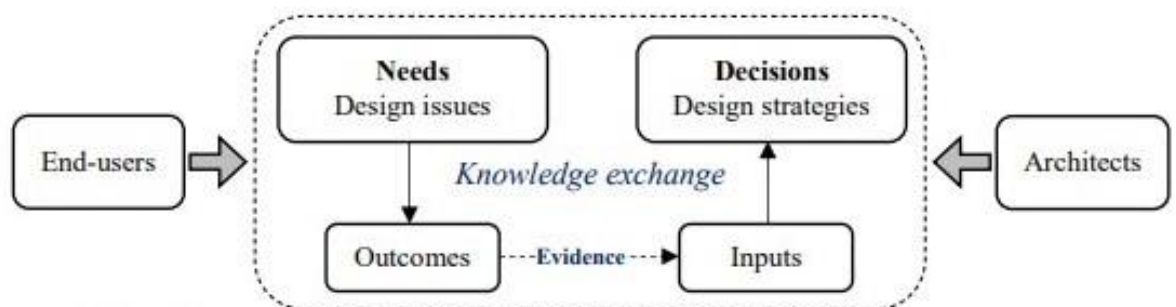 Needs
Design issues
Decisions
Design strategies
End-users
Knowledge exchange
Architects
Outcomes
Evidence
Inputs